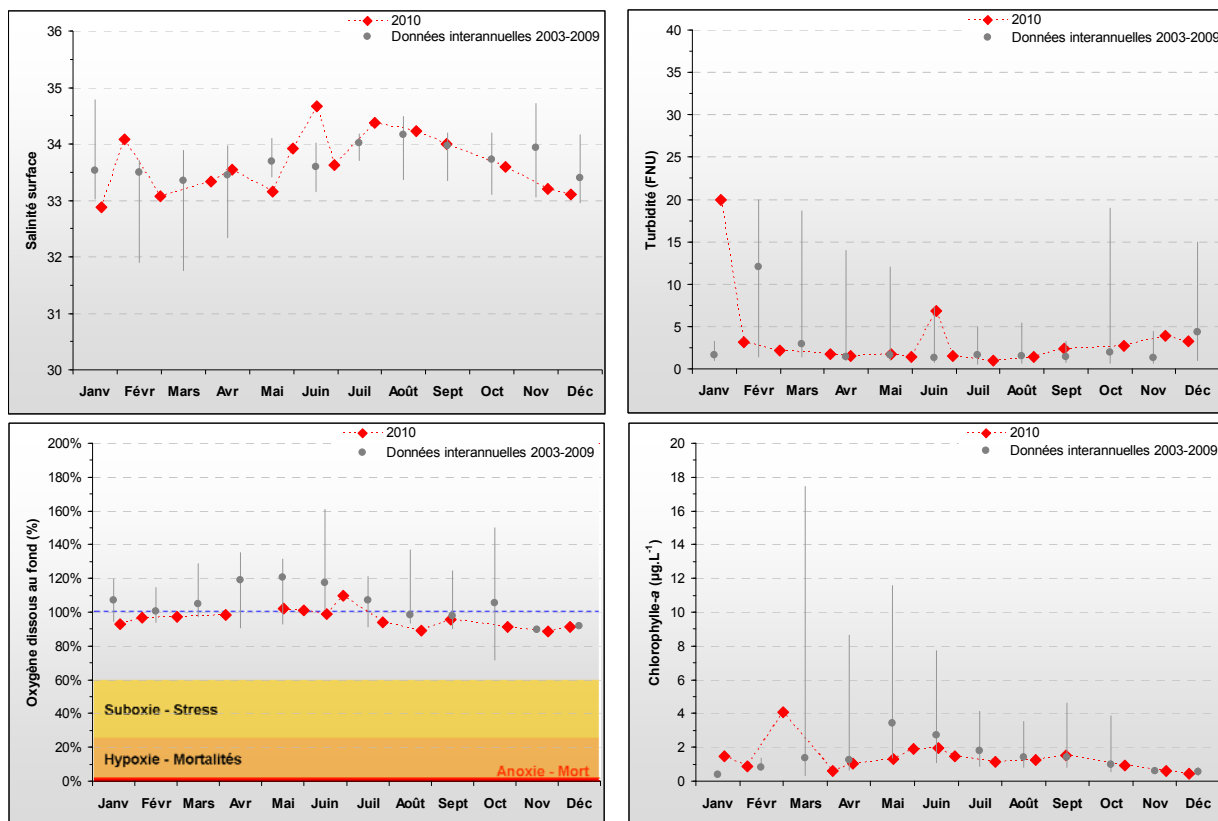 2010
Données interannuelles 2003-2009
Salinité surface
36
35
34
33
32
31
30
Janv Févr Mars Avr Mai Juin Juil Août Sept Oct Nov Déc
2010
Données interannuelles 2003-2009
Turbidité (FNU)
40
35
30
25
20
15
10
5
0
Janv Févr Mars Avr Mai Juin Juil Août Sept Oct Nov Déc
2010
Données interannuelles 2003-2009
Oxygène dissous au fond (%)
200%
180%
160%
140%
120%
100%
80%
60%
40%
20%
0%
Suboxie - Stress
Hypoxie - Mortalités
Anoxie - Mort
Janv Févr Mars Avr Mai Juin Juil Août Sept Oct Nov Déc
2010
Données interannuelles 2003-2009
Chlorophylle-a (µg.L⁻¹)
20
18
16
14
12
10
8
6
4
2
0
Janv Févr Mars Avr Mai Juin Juil Août Sept Oct Nov Déc